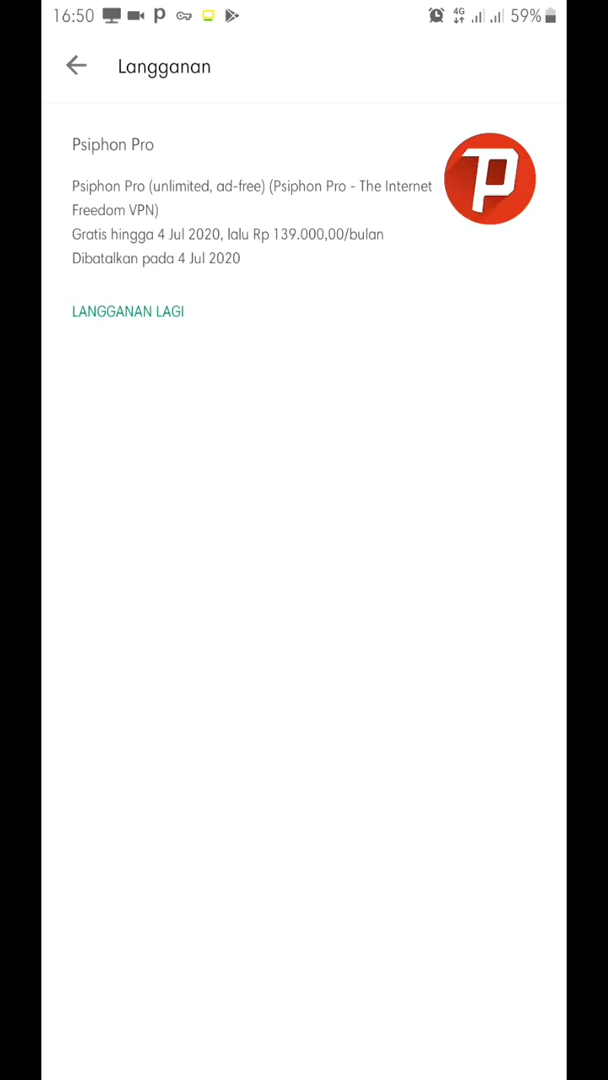 16:50 4G 59%
Langganan
Psiphon Pro
Psiphon Pro (unlimited, ad-free) (Psiphon Pro - The Internet
Freedom VPN)
Gratis hingga 4 Jul 2020, lalu Rp 139.000,00/bulan
Dibatalkan pada 4 Jul 2020
LANGGANAN LAGI